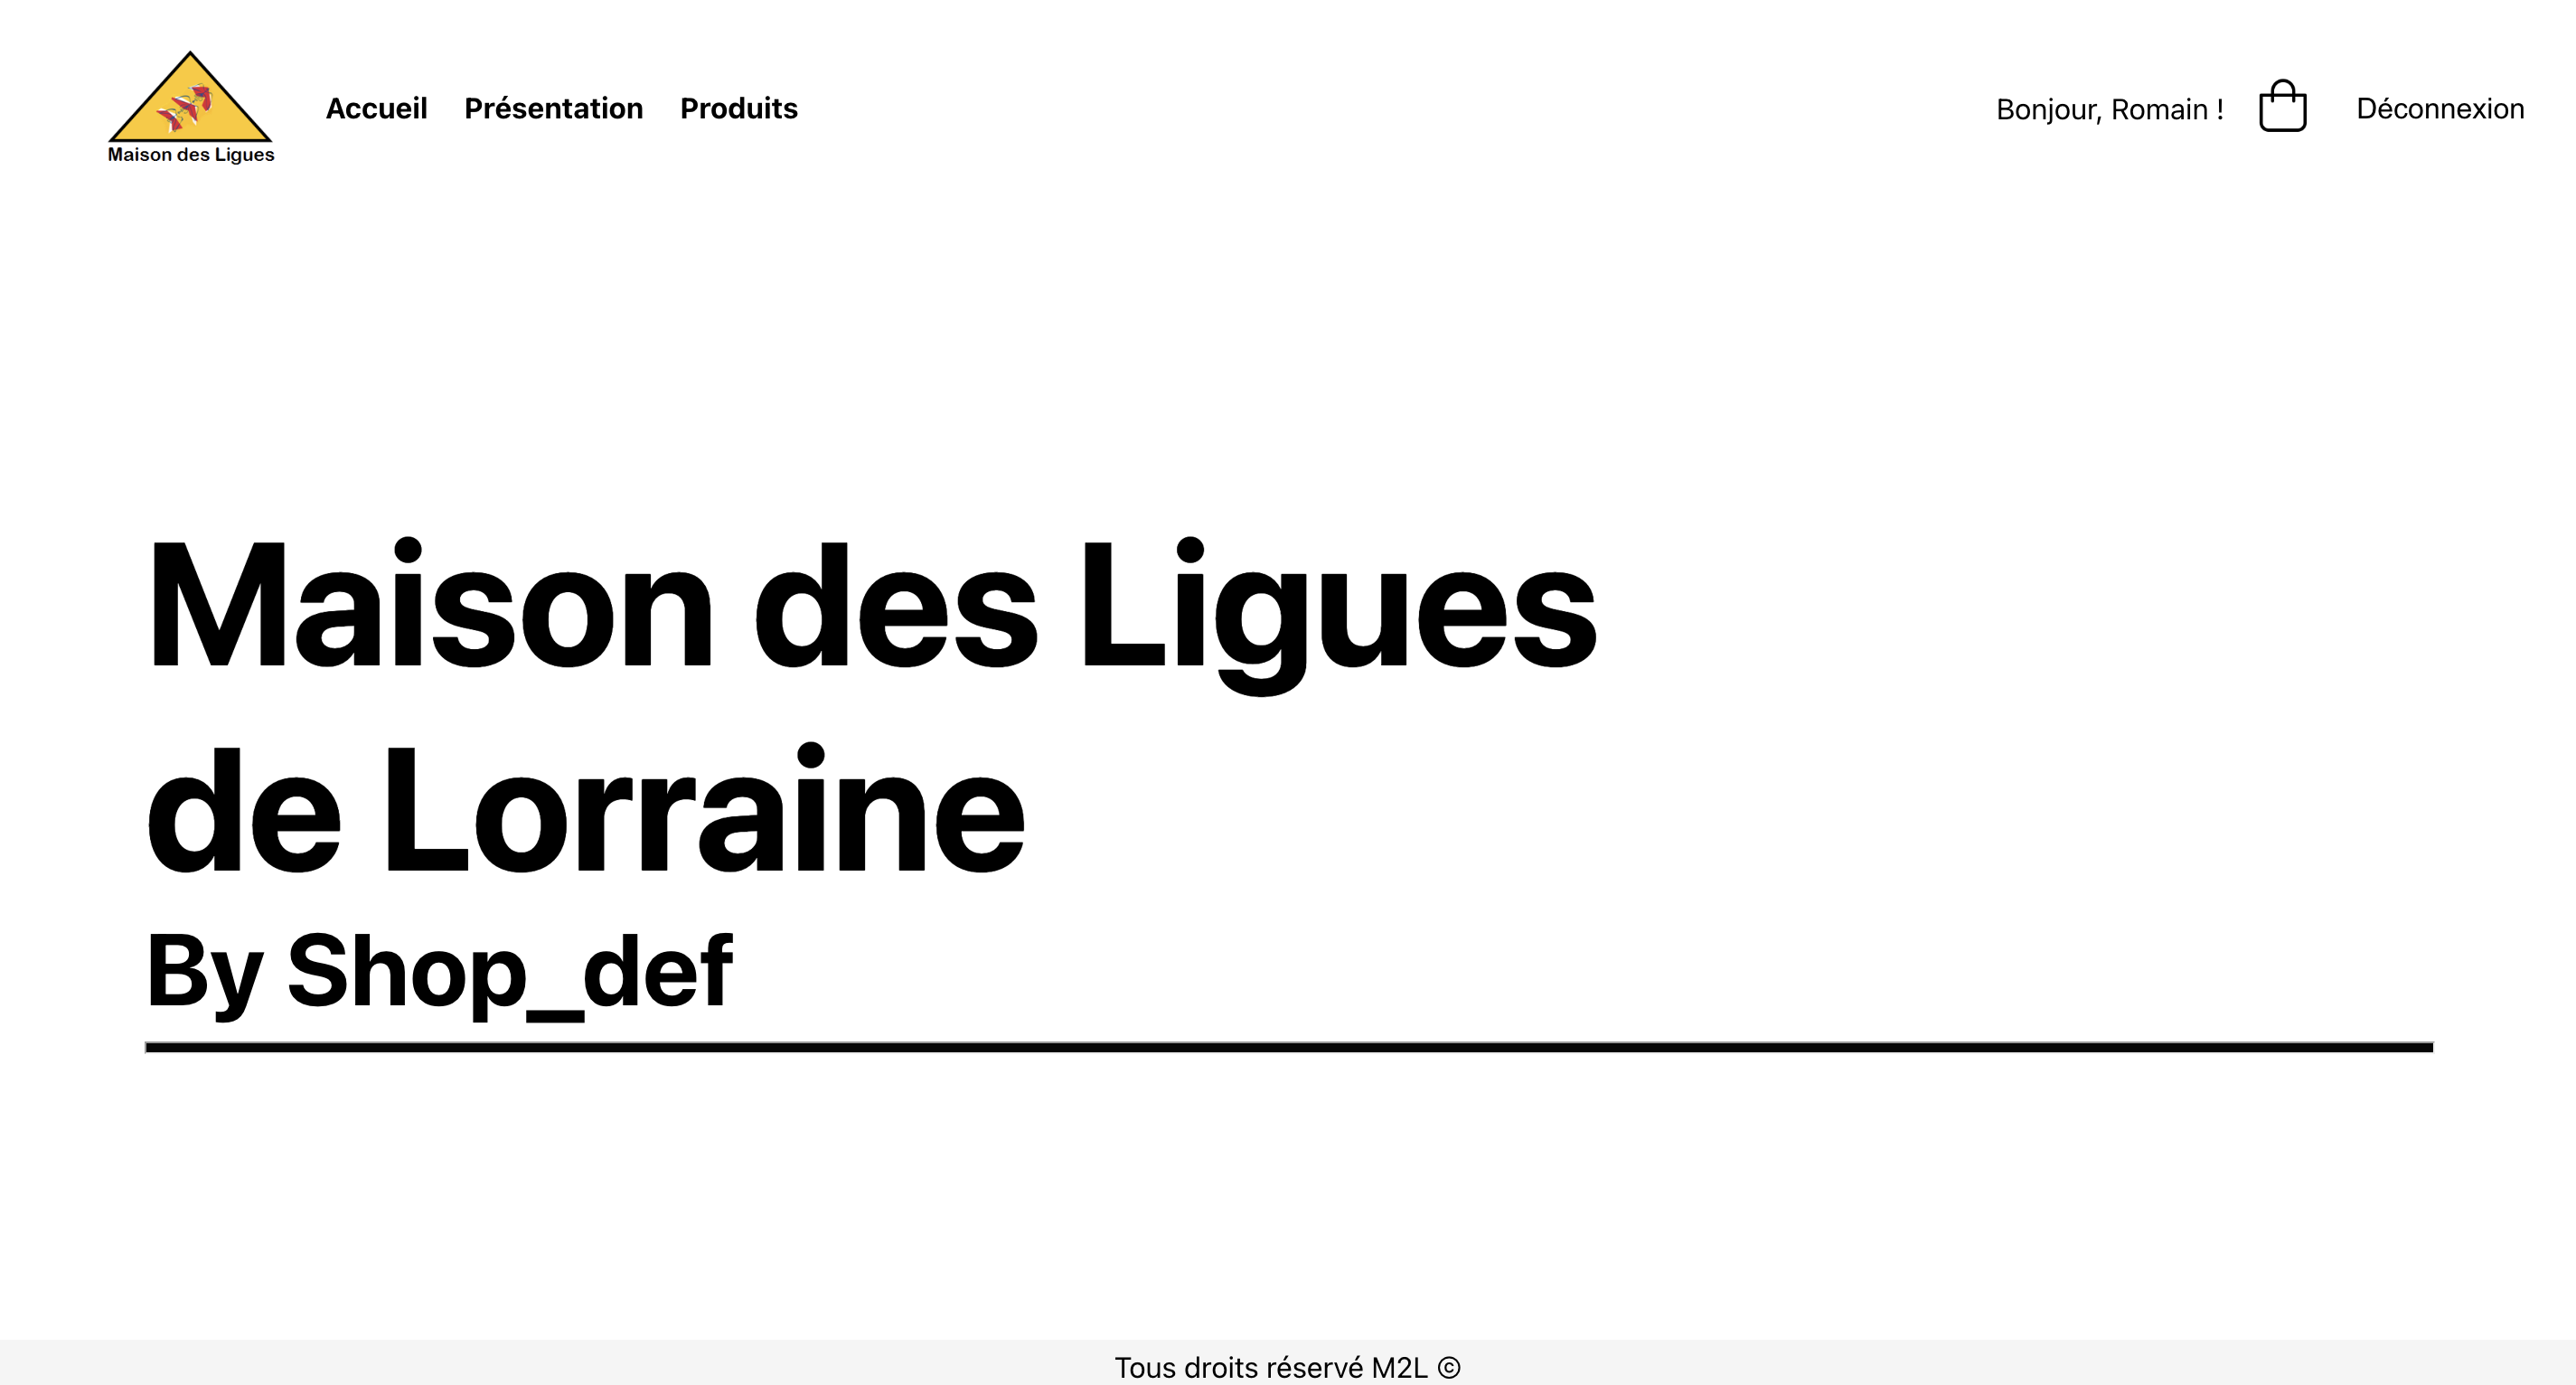 Maison des Ligues
Accueil Présentation Produits
Bonjour, Romain !
Déconnexion
Maison des Ligues
de Lorraine
By Shop_def
Tous droits réservé M2L ©